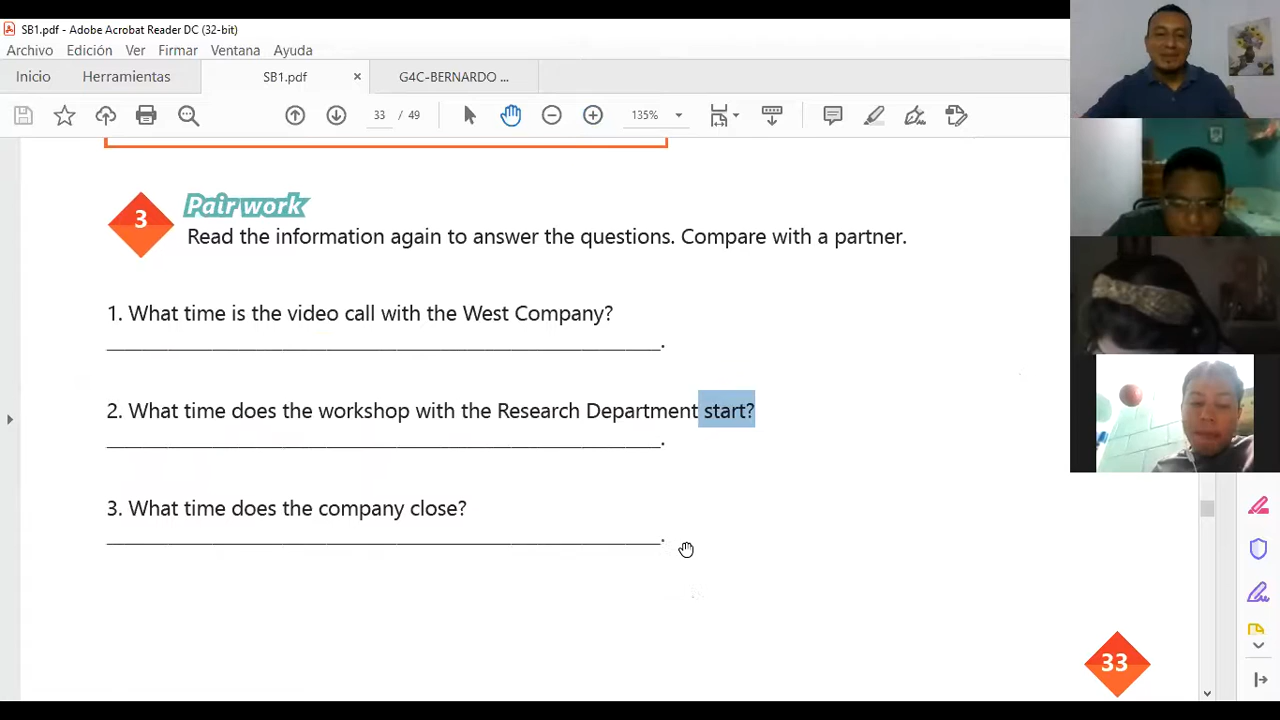 SB1.pdf - Adobe Acrobat Reader DC (32-bit)
Archivo Edición Ver Firmar Ventana Ayuda
Inicio Herramientas SB1.pdf × G4C-BERNARDO ...
33 / 49 135%
3 Pair work
Read the information again to answer the questions. Compare with a partner.
1. What time is the video call with the West Company?
.
2. What time does the workshop with the Research Department start?
.
3. What time does the company close?
.
33